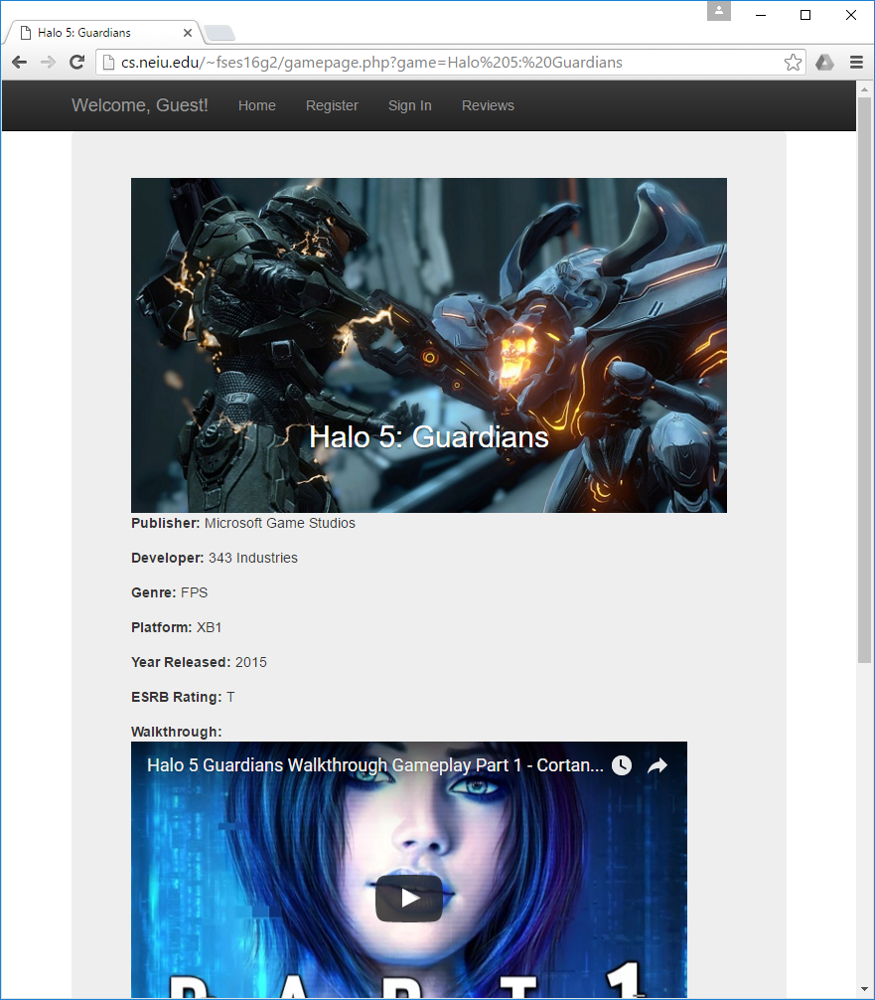 Halo 5: Guardians
cs.neiu.edu/~fses16g2/gamepage.php?game=Halo%205:%20Guardians
Welcome, Guest! Home Register Sign In Reviews
Halo 5: Guardians
Publisher: Microsoft Game Studios
Developer: 343 Industries
Genre: FPS
Platform: XB1
Year Released: 2015
ESRB Rating: T
Walkthrough:
Halo 5 Guardians Walkthrough Gameplay Part 1 - Cortan...
PART 1